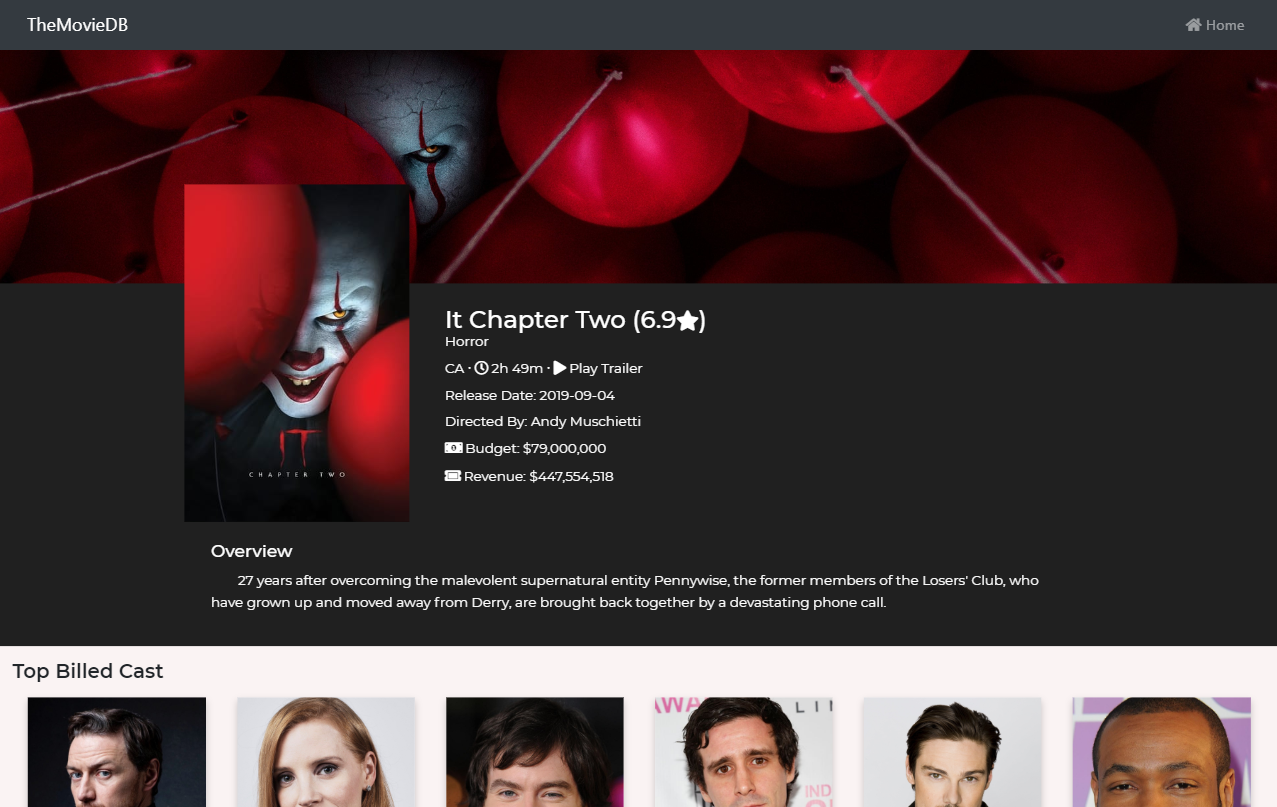 TheMovieDB
Home
IT
CHAPTER TWO
It Chapter Two (6.9★)
Horror
CA · 2h 49m · Play Trailer
Release Date: 2019-09-04
Directed By: Andy Muschietti
Budget: $79,000,000
Revenue: $447,554,518
Overview
27 years after overcoming the malevolent supernatural entity Pennywise, the former members of the Losers' Club, who
have grown up and moved away from Derry, are brought back together by a devastating phone call.
Top Billed Cast